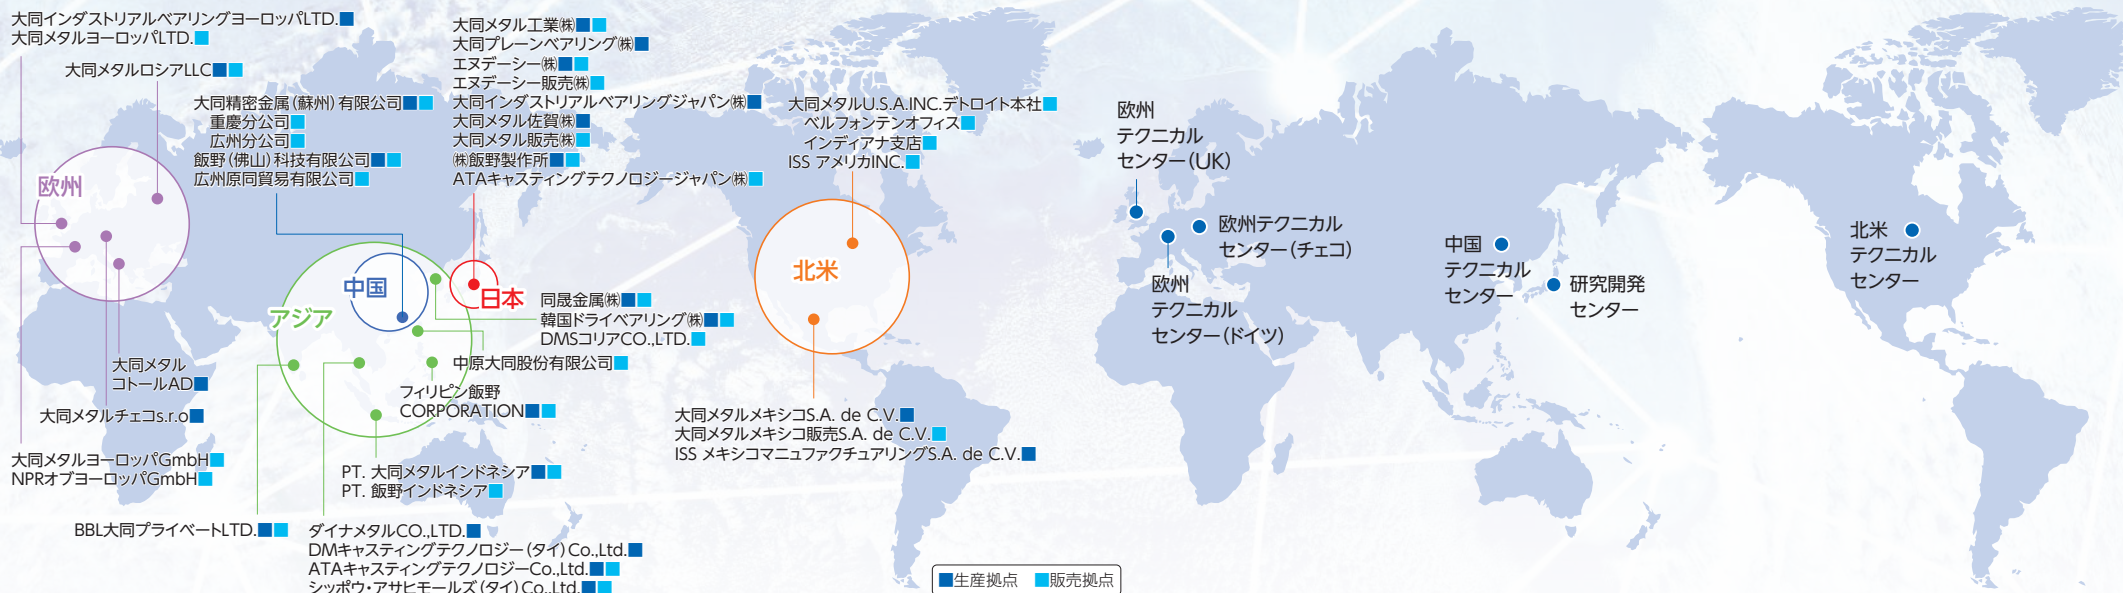 大同インダストリアルベアリングヨーロッパLTD.■
大同メタルヨーロッパLTD.■
大同メタルロシアLLC■■
大同精密金属(蘇州)有限公司■■
重慶分公司■
広州分公司■
飯野(佛山)科技有限公司■■
広州原同貿易有限公司■
大同メタル工業㈱■■
大同プレーンベアリング㈱■
エヌデーシー㈱■■
エヌデーシー販売㈱■
大同インダストリアルベアリングジャパン㈱■
大同メタル佐賀㈱■
大同メタル販売㈱■
㈱飯野製作所■■
ATAキャスティングテクノロジージャパン㈱■
大同メタルU.S.A.INC.デトロイト本社■
ベルフォンテンオフィス■
インディアナ支店■
ISS アメリカINC.■
欧州
中国
アジア
日本
北米
同晟金属㈱■■
韓国ドライベアリング㈱■■
DMSコリアCO.,LTD.■
中原大同股份有限公司■
フィリピン飯野
CORPORATION■■
大同メタル
コトールAD■
大同メタルチェコs.r.o■
大同メタルヨーロッパGmbH■
NPRオブヨーロッパGmbH■
PT. 大同メタルインドネシア■■
PT. 飯野インドネシア■
BBL大同プライベートLTD.■■
ダイナメタルCO.,LTD.■
DMキャスティングテクノロジー(タイ)Co.,Ltd.■
ATAキャスティングテクノロジーCo.,Ltd.■■
シッポウ・アサヒモールズ(タイ)Co.,Ltd.■■
大同メタルメキシコS.A. de C.V.■
大同メタルメキシコ販売S.A. de C.V.■
ISS メキシコマニュファクチュアリングS.A. de C.V.■
■生産拠点 ■販売拠点
欧州
テクニカル
センター(UK)
欧州テクニカル
センター(チェコ)
欧州
テクニカル
センター(ドイツ)
中国
テクニカル
センター
研究開発
センター
北米
テクニカル
センター